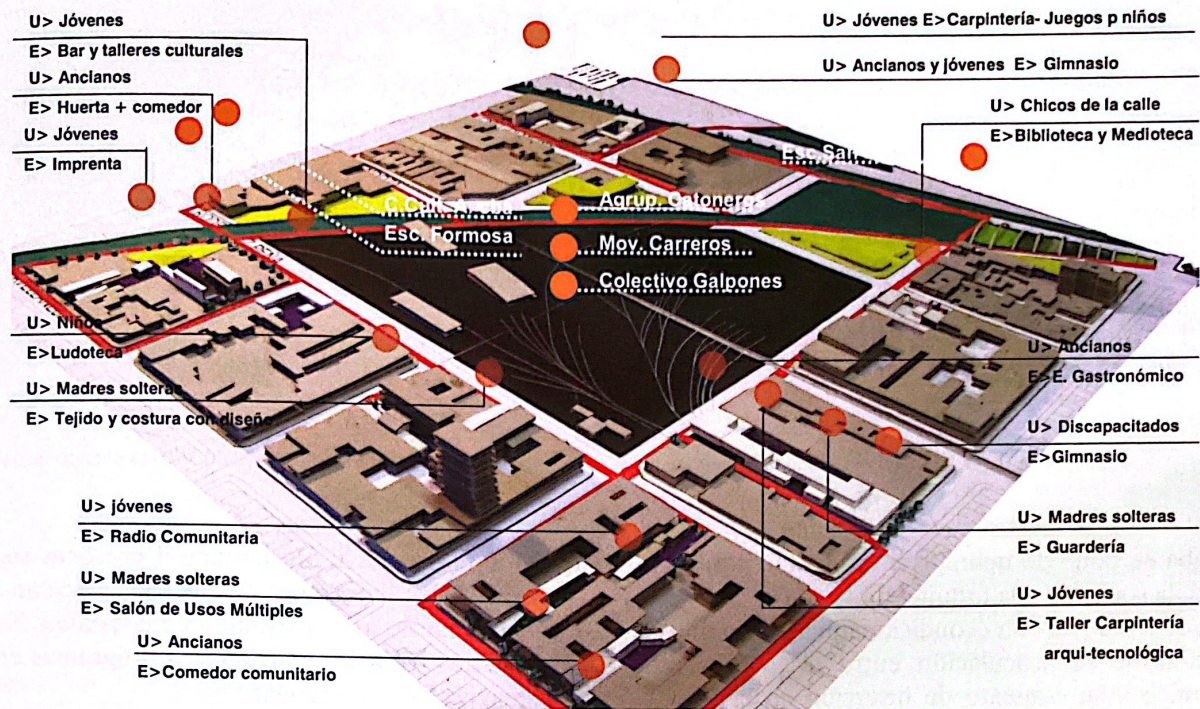 U> Jóvenes
E> Bar y talleres culturales
U> Ancianos
E> Huerta + comedor
U> Jóvenes
E> Imprenta
U> Jóvenes E>Carpintería- Juegos p niños
U> Ancianos y jóvenes E> Gimnasio
U> Chicos de la calle
E>Biblioteca y Medioteca
Esc.
C.Cult.
Esc. Formosa
Agrup.
Mov. Carreros
Colectivo Galpones
U> Niños
E>Ludoteca
U> Madres solteras
E> Tejido y costura con diseño
U> Ancianos
E>E. Gastronómico
U> Discapacitados
E>Gimnasio
U> jóvenes
E> Radio Comunitaria
U> Madres solteras
E> Salón de Usos Múltiples
U> Ancianos
E>Comedor comunitario
U> Madres solteras
E> Guardería
U> Jóvenes
E> Taller Carpintería
arqui-tecnológica